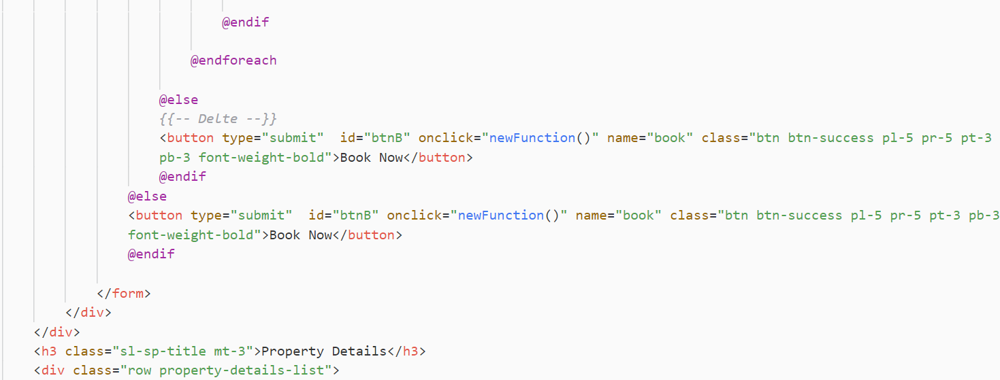 @endif
@endforeach
@else
{{-- Delte --}}
<button type="submit"  id="btnB" onclick="newFunction()" name="book" class="btn btn-success pl-5 pr-5 pt-3
pb-3 font-weight-bold">Book Now</button>
@endif
@else
<button type="submit"  id="btnB" onclick="newFunction()" name="book" class="btn btn-success pl-5 pr-5 pt-3 pb-3
font-weight-bold">Book Now</button>
@endif
</form>
</div>
</div>
<h3 class="sl-sp-title mt-3">Property Details</h3>
<div class="row property-details-list">